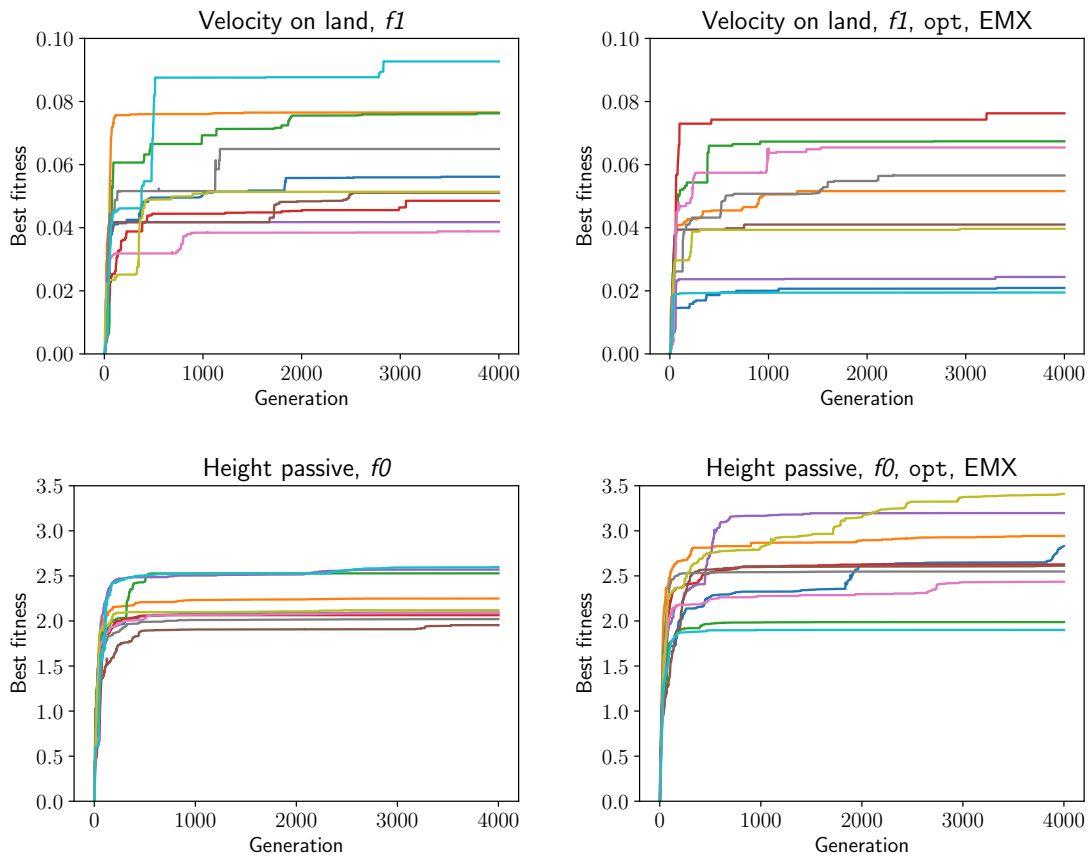 Velocity on land, f1
Best fitness
0.10
0.08
0.06
0.04
0.02
0.00
0 1000 2000 3000 4000
Generation
Velocity on land, f1, opt, EMX
Best fitness
0.10
0.08
0.06
0.04
0.02
0.00
0 1000 2000 3000 4000
Generation
Height passive, f0
Best fitness
3.5
3.0
2.5
2.0
1.5
1.0
0.5
0.0
0 1000 2000 3000 4000
Generation
Height passive, f0, opt, EMX
Best fitness
3.5
3.0
2.5
2.0
1.5
1.0
0.5
0.0
0 1000 2000 3000 4000
Generation